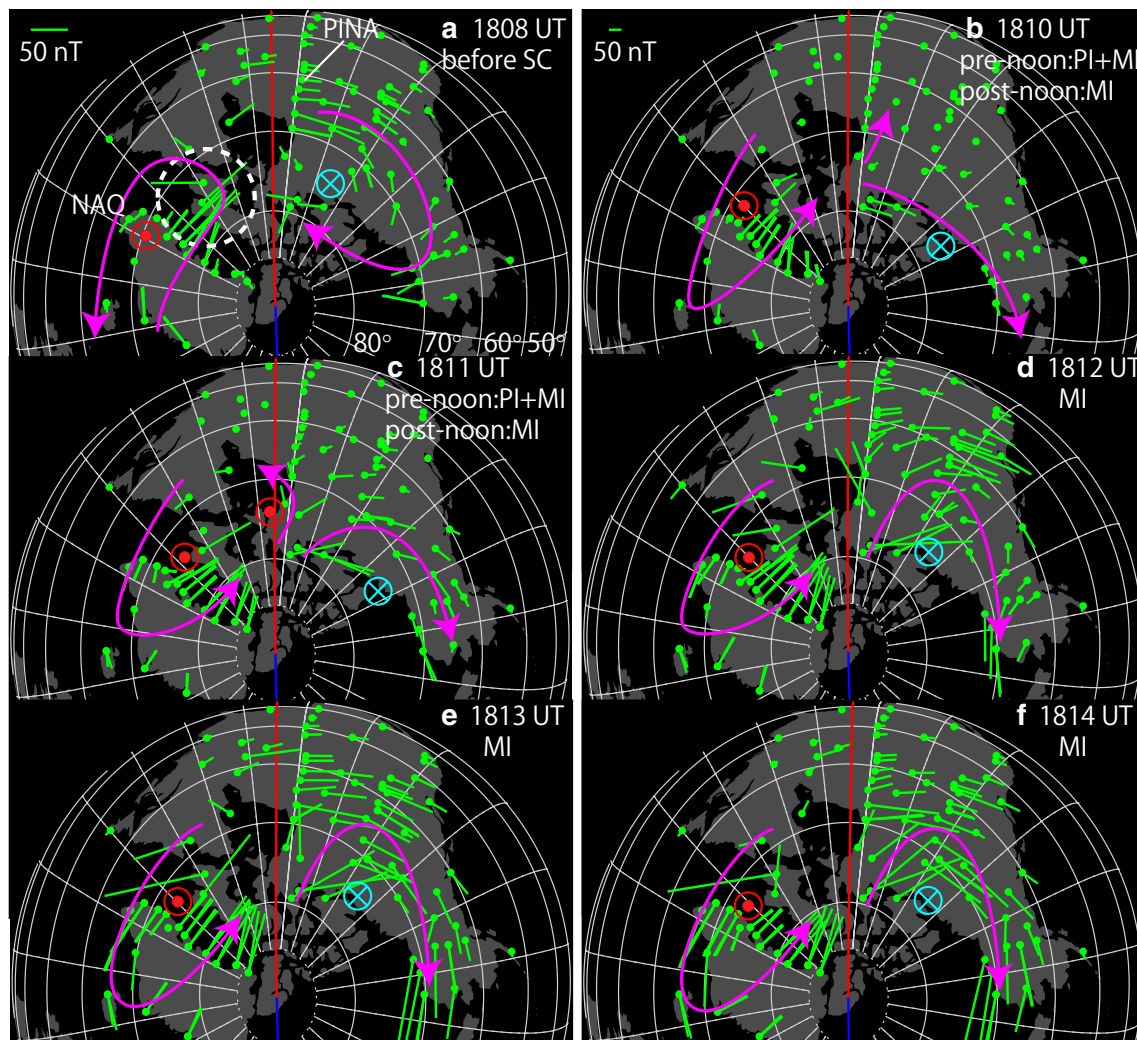 50 nT
PINA
a 1808 UT
before SC
NAQ
80° 70° 60° 50°
50 nT
b 1810 UT
pre-noon:PI+MI
post-noon:MI
c 1811 UT
pre-noon:PI+MI
post-noon:MI
d 1812 UT
MI
e 1813 UT
MI
f 1814 UT
MI